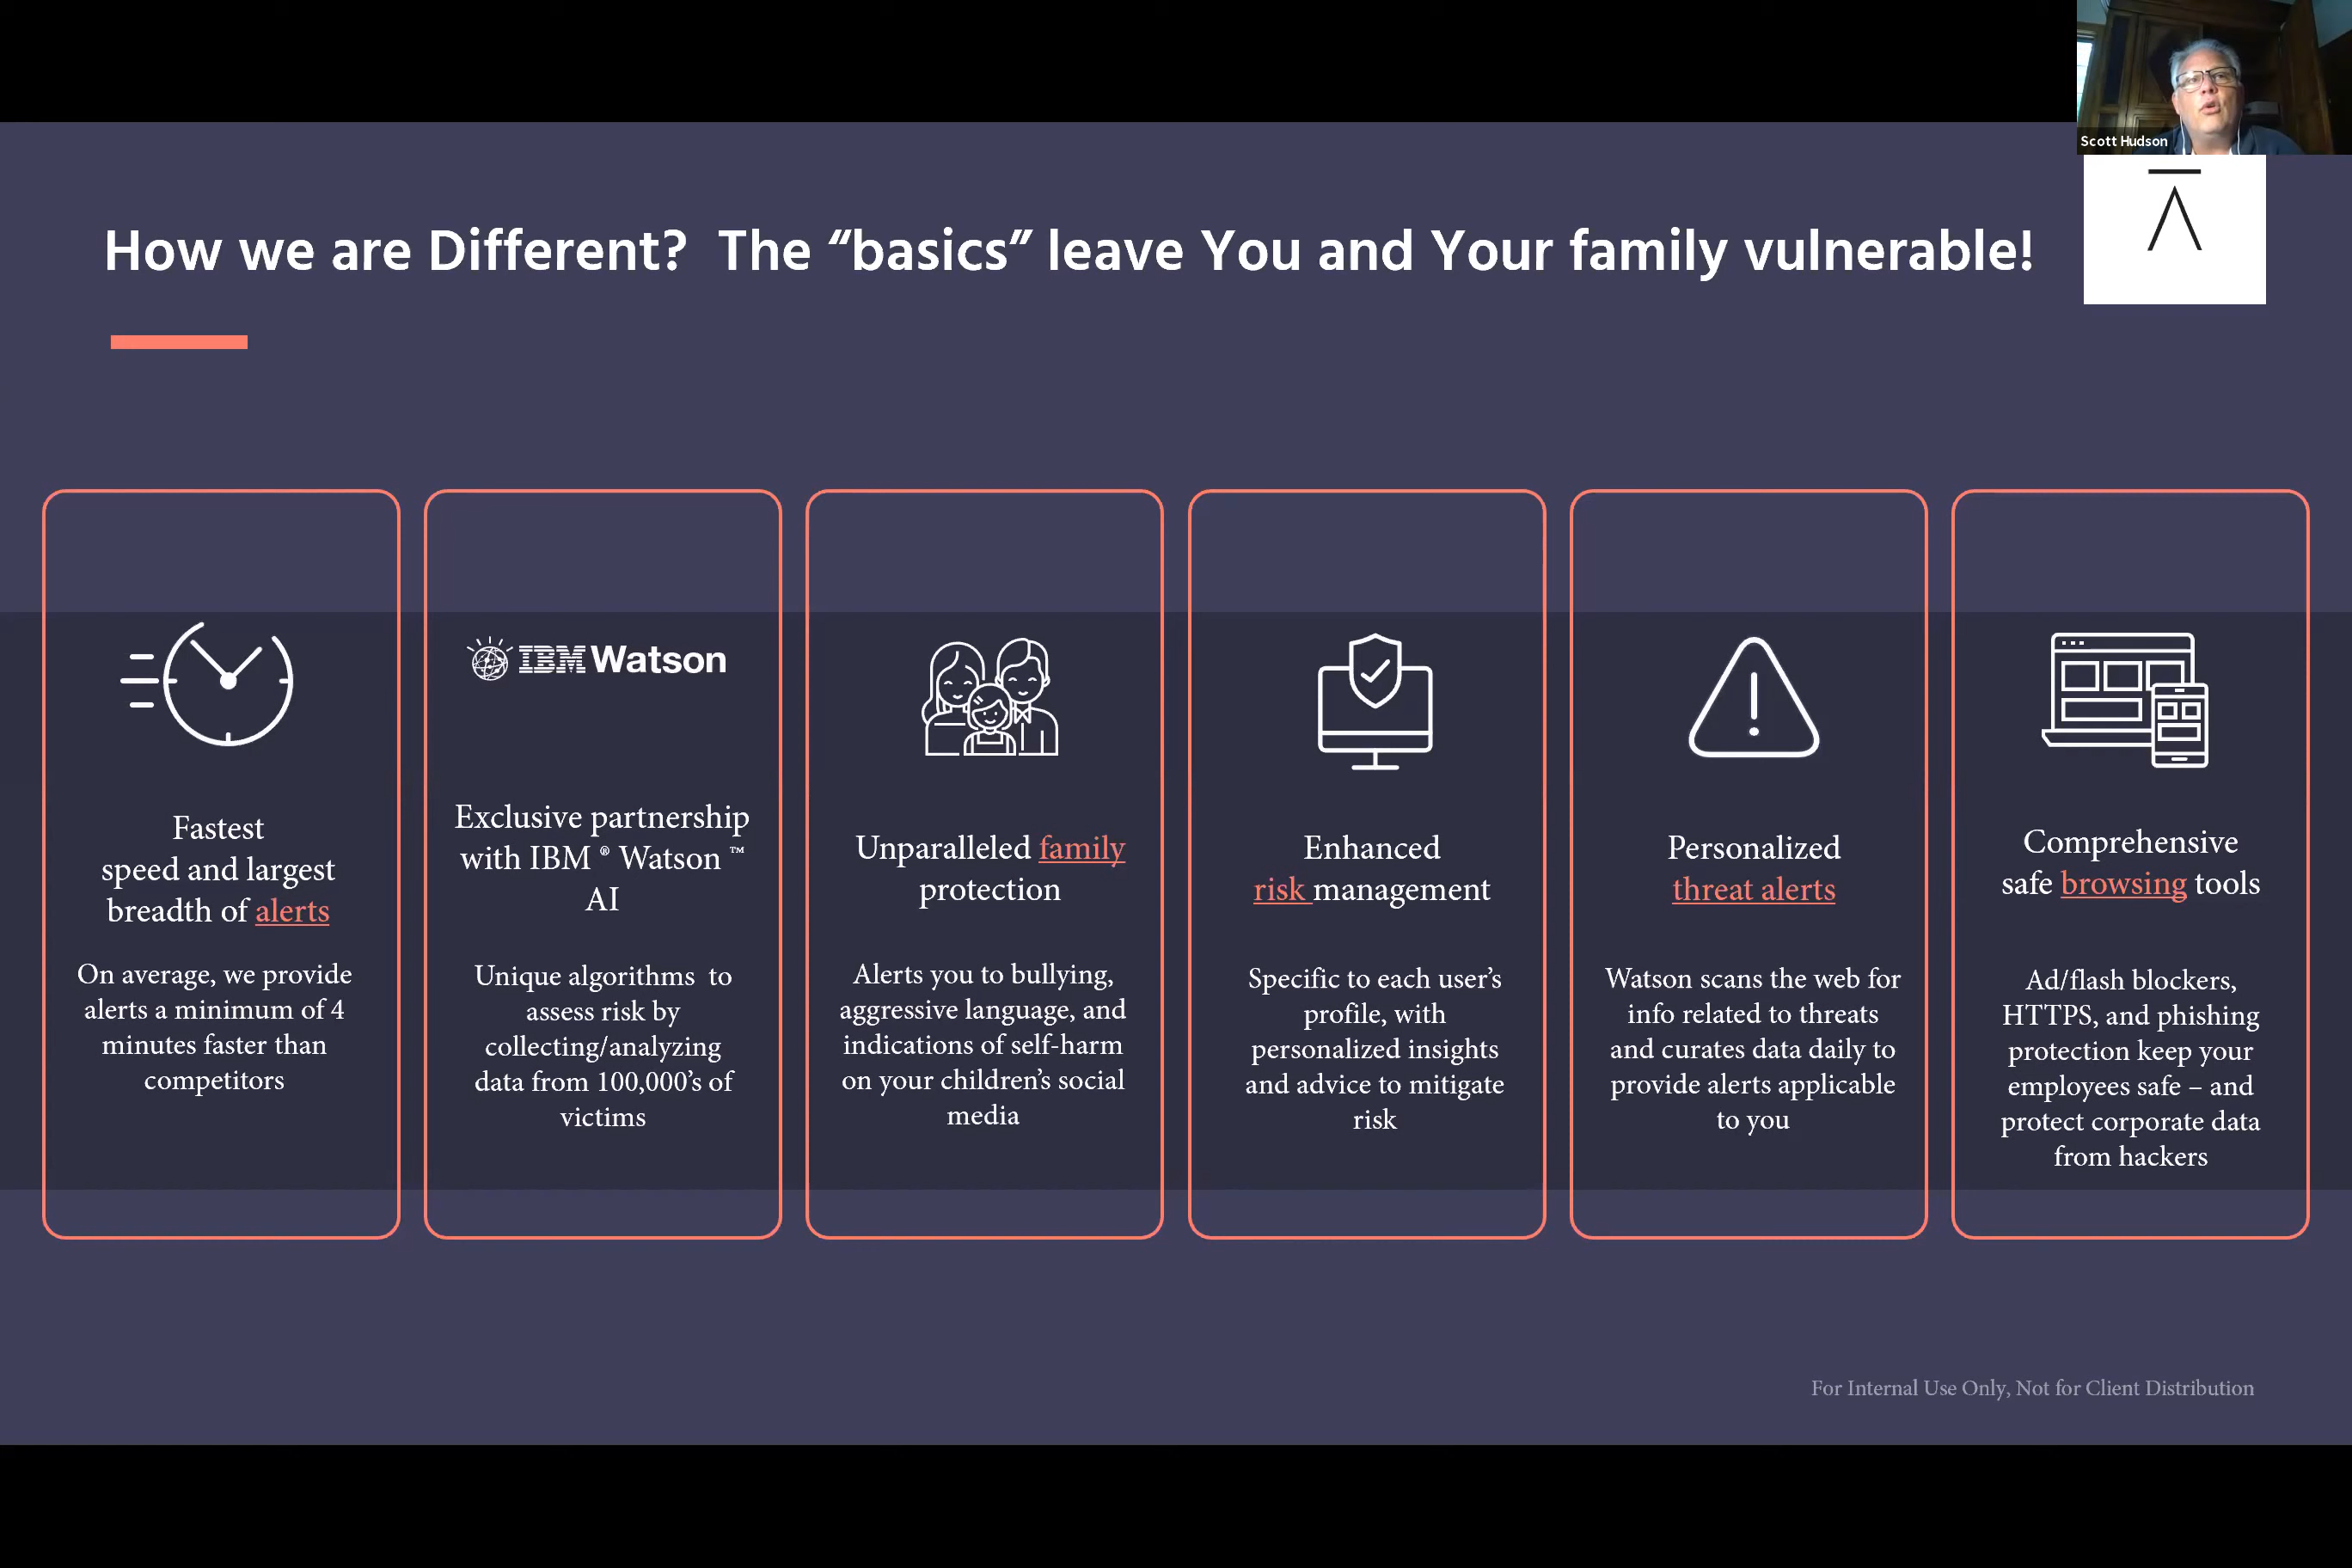 Scott Hudson
How we are Different?  The “basics” leave You and Your family vulnerable!
IBM Watson
Fastest
speed and largest
breadth of alerts
On average, we provide
alerts a minimum of 4
minutes faster than
competitors
Exclusive partnership
with IBM ® Watson ™
AI
Unique algorithms  to
assess risk by
collecting/analyzing
data from 100,000’s of
victims
Unparalleled family
protection
Alerts you to bullying,
aggressive language, and
indications of self-harm
on your children’s social
media
Enhanced
risk management
Specific to each user’s
profile, with
personalized insights
and advice to mitigate
risk
Personalized
threat alerts
Watson scans the web for
info related to threats
and curates data daily to
provide alerts applicable
to you
Comprehensive
safe browsing tools
Ad/flash blockers,
HTTPS, and phishing
protection keep your
employees safe – and
protect corporate data
from hackers
For Internal Use Only, Not for Client Distribution